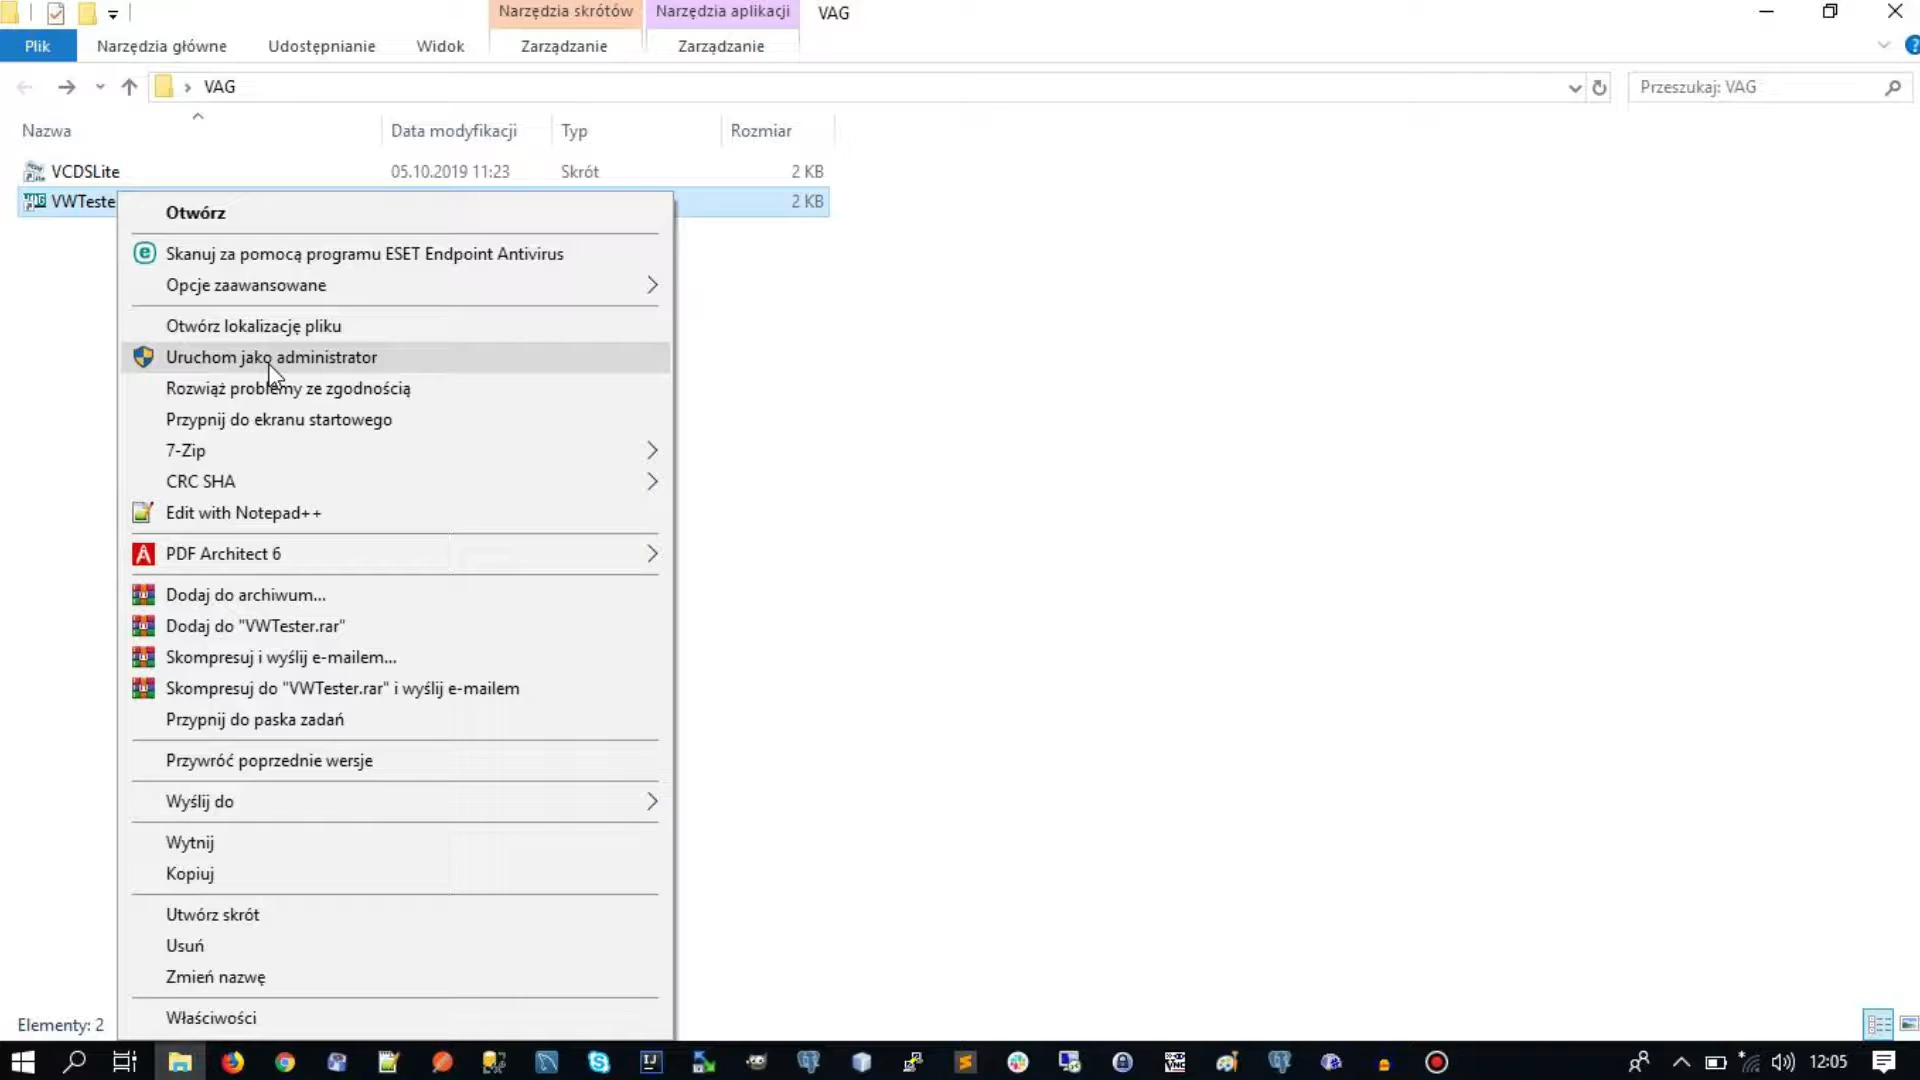 Narzędzia skrótów
Narzędzia aplikacji
VAG
Plik
Narzędzia główne
Udostępnianie
Widok
Zarządzanie
Zarządzanie
VAG
Przeszukaj: VAG
Nazwa
Data modyfikacji
Typ
Rozmiar
VCDSLite
05.10.2019 11:23
Skrót
2 KB
VWTeste
2 KB
Otwórz
Skanuj za pomocą programu ESET Endpoint Antivirus
Opcje zaawansowane
Otwórz lokalizację pliku
Uruchom jako administrator
Rozwiąż problemy ze zgodnością
Przypnij do ekranu startowego
7-Zip
CRC SHA
Edit with Notepad++
PDF Architect 6
Dodaj do archiwum...
Dodaj do "VWTester.rar"
Skompresuj i wyślij e-mailem...
Skompresuj do "VWTester.rar" i wyślij e-mailem
Przypnij do paska zadań
Przywróć poprzednie wersje
Wyślij do
Wytnij
Kopiuj
Utwórz skrót
Usuń
Zmień nazwę
Właściwości
Elementy: 2
12:05